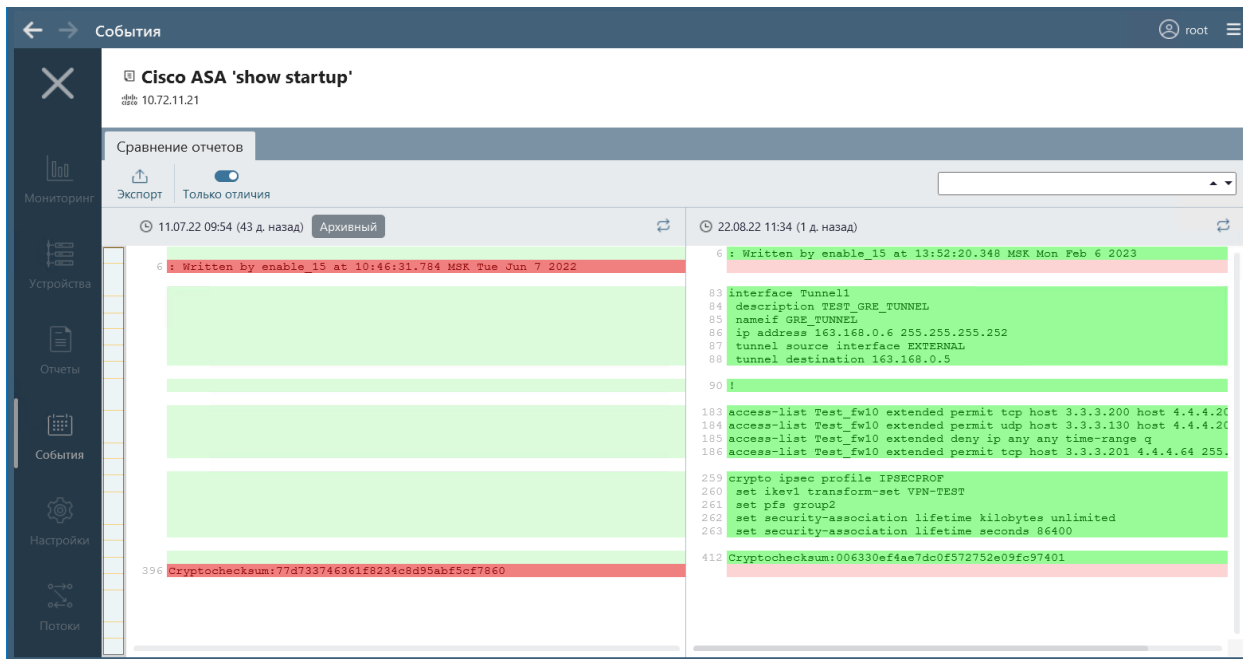 События
root
Cisco ASA 'show startup'
cisco 10.72.11.21
Сравнение отчетов
Экспорт
Только отличия
11.07.22 09:54 (43 д. назад) Архивный
22.08.22 11:34 (1 д. назад)
Мониторинг
Устройства
Отчеты
События
Настройки
Потоки
6 : Written by enable_15 at 10:46:31.784 MSK Tue Jun 7 2022
396 Cryptochecksum:77d733746361f8234c8d95abf5cf7860
6 : Written by enable_15 at 13:52:20.348 MSK Mon Feb 6 2023
83 interface Tunnel1
84 description TEST_GRE_TUNNEL
85 nameif GRE_TUNNEL
86 ip address 163.168.0.6 255.255.255.252
87 tunnel source interface EXTERNAL
88 tunnel destination 163.168.0.5
90 !
183 access-list Test_fw10 extended permit tcp host 3.3.3.200 host 4.4.4.20
184 access-list Test_fw10 extended permit udp host 3.3.3.130 host 4.4.4.20
185 access-list Test_fw10 extended deny ip any any time-range q
186 access-list Test_fw10 extended permit tcp host 3.3.3.201 4.4.4.64 255.
259 crypto ipsec profile IPSECPROF
260 set ikev1 transform-set VPN-TEST
261 set pfs group2
262 set security-association lifetime kilobytes unlimited
263 set security-association lifetime seconds 86400
412 Cryptochecksum:006330ef4ae7dc0f572752e09fc97401